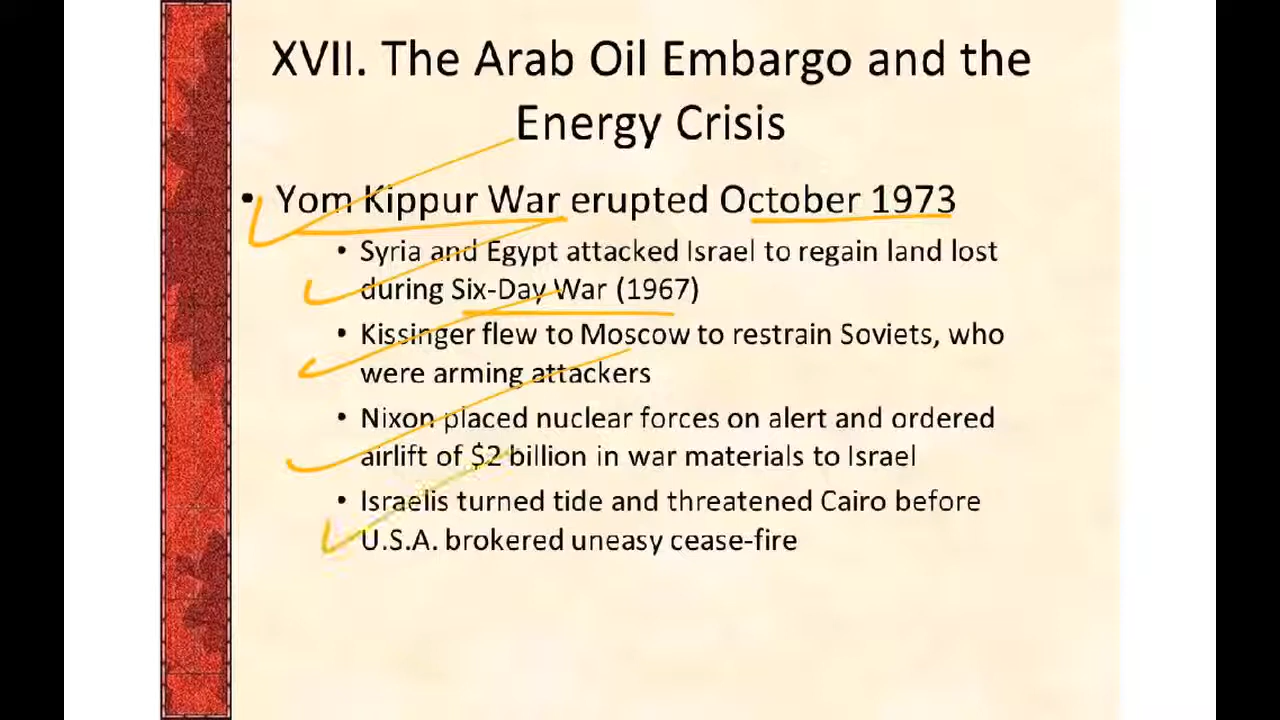 XVII. The Arab Oil Embargo and the
Energy Crisis
• Yom Kippur War erupted October 1973
• Syria and Egypt attacked Israel to regain land lost
during Six-Day War (1967)
• Kissinger flew to Moscow to restrain Soviets, who
were arming attackers
• Nixon placed nuclear forces on alert and ordered
airlift of $2 billion in war materials to Israel
• Israelis turned tide and threatened Cairo before
U.S.A. brokered uneasy cease-fire